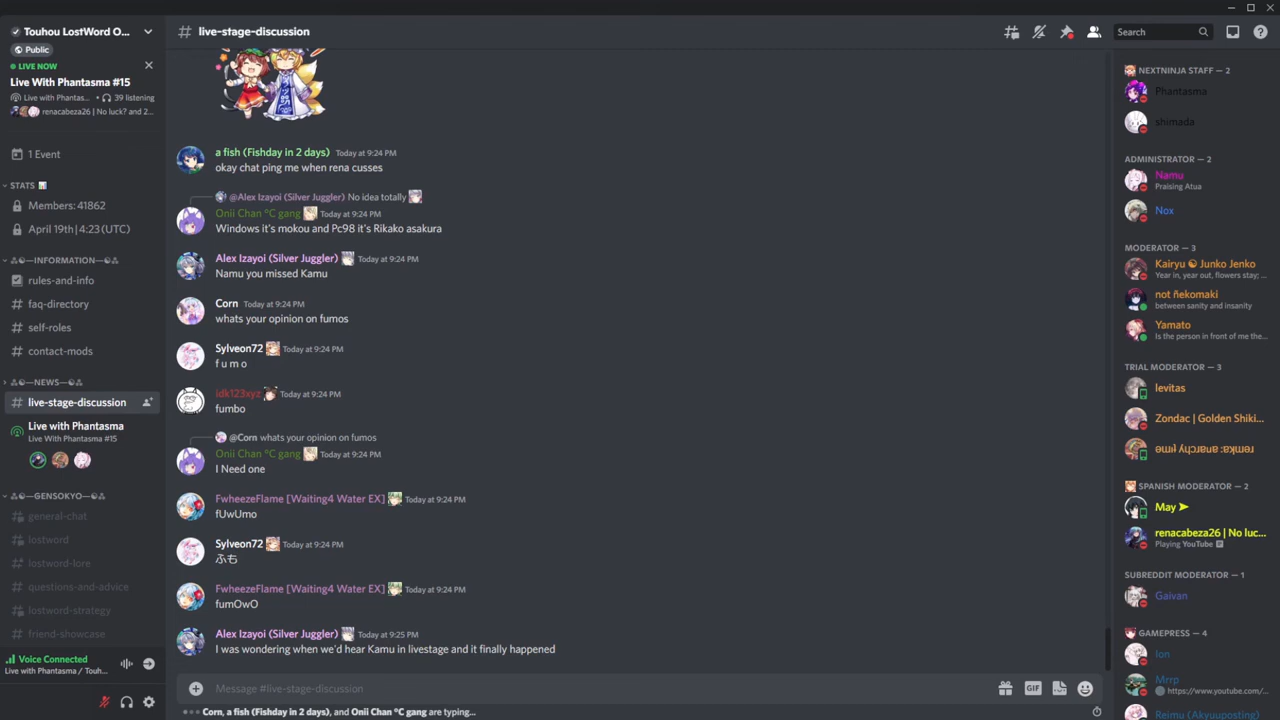 Touhou LostWord O...
Public
LIVE NOW
Live With Phantasma #15
Live with Phantas... • 39 listening
renacabeza26 | No luck? and 2...
1 Event
STATS
Members: 41862
April 19th | 4:23 (UTC)
—INFORMATION—
rules-and-info
faq-directory
self-roles
contact-mods
—NEWS—
live-stage-discussion
Live with Phantasma
Live With Phantasma #15
—GENSOKYO—
general-chat
lostword
lostword-lore
questions-and-advice
lostword-strategy
friend-showcase
Voice Connected
Live with Phantasma / Touh...
# live-stage-discussion
Search
a fish (Fishday in 2 days) Today at 9:24 PM
okay chat ping me when rena cusses
@Alex Izayoi (Silver Juggler) No idea totally
Onii Chan °C gang Today at 9:24 PM
Windows it's mokou and Pc98 it's Rikako asakura
Alex Izayoi (Silver Juggler) Today at 9:24 PM
Namu you missed Kamu
Corn Today at 9:24 PM
whats your opinion on fumos
Sylveon72 Today at 9:24 PM
f u m o
idk123xyz Today at 9:24 PM
fumbo
@Corn whats your opinion on fumos
Onii Chan °C gang Today at 9:24 PM
I Need one
FwheezeFlame [Waiting4 Water EX] Today at 9:24 PM
fUwUmo
Sylveon72 Today at 9:24 PM
ふも
FwheezeFlame [Waiting4 Water EX] Today at 9:24 PM
fumOwO
Alex Izayoi (Silver Juggler) Today at 9:25 PM
I was wondering when we'd hear Kamu in livestage and it finally happened
Message #live-stage-discussion
GIF
Corn, a fish (Fishday in 2 days), and Onii Chan °C gang are typing...
NEXTNINJA STAFF — 2
Phantasma
shimada
ADMINISTRATOR — 2
Namu
Praising Atua
Nox
MODERATOR — 3
Kairyu ☯ Junko Jenko
Year in, year out, flowers stay; ...
not ñekomaki
between sanity and insanity
Yamato
Is the person in front of me the...
TRIAL MODERATOR — 3
levitas
Zondac | Golden Shiki...
SPANISH MODERATOR — 2
May ➤
renacabeza26 | No luc...
Playing YouTube
SUBREDDIT MODERATOR — 1
Gaivan
GAMEPRESS — 4
Ion
Mrrp
https://www.youtube.com/...
Reimu (Akyuuposting)